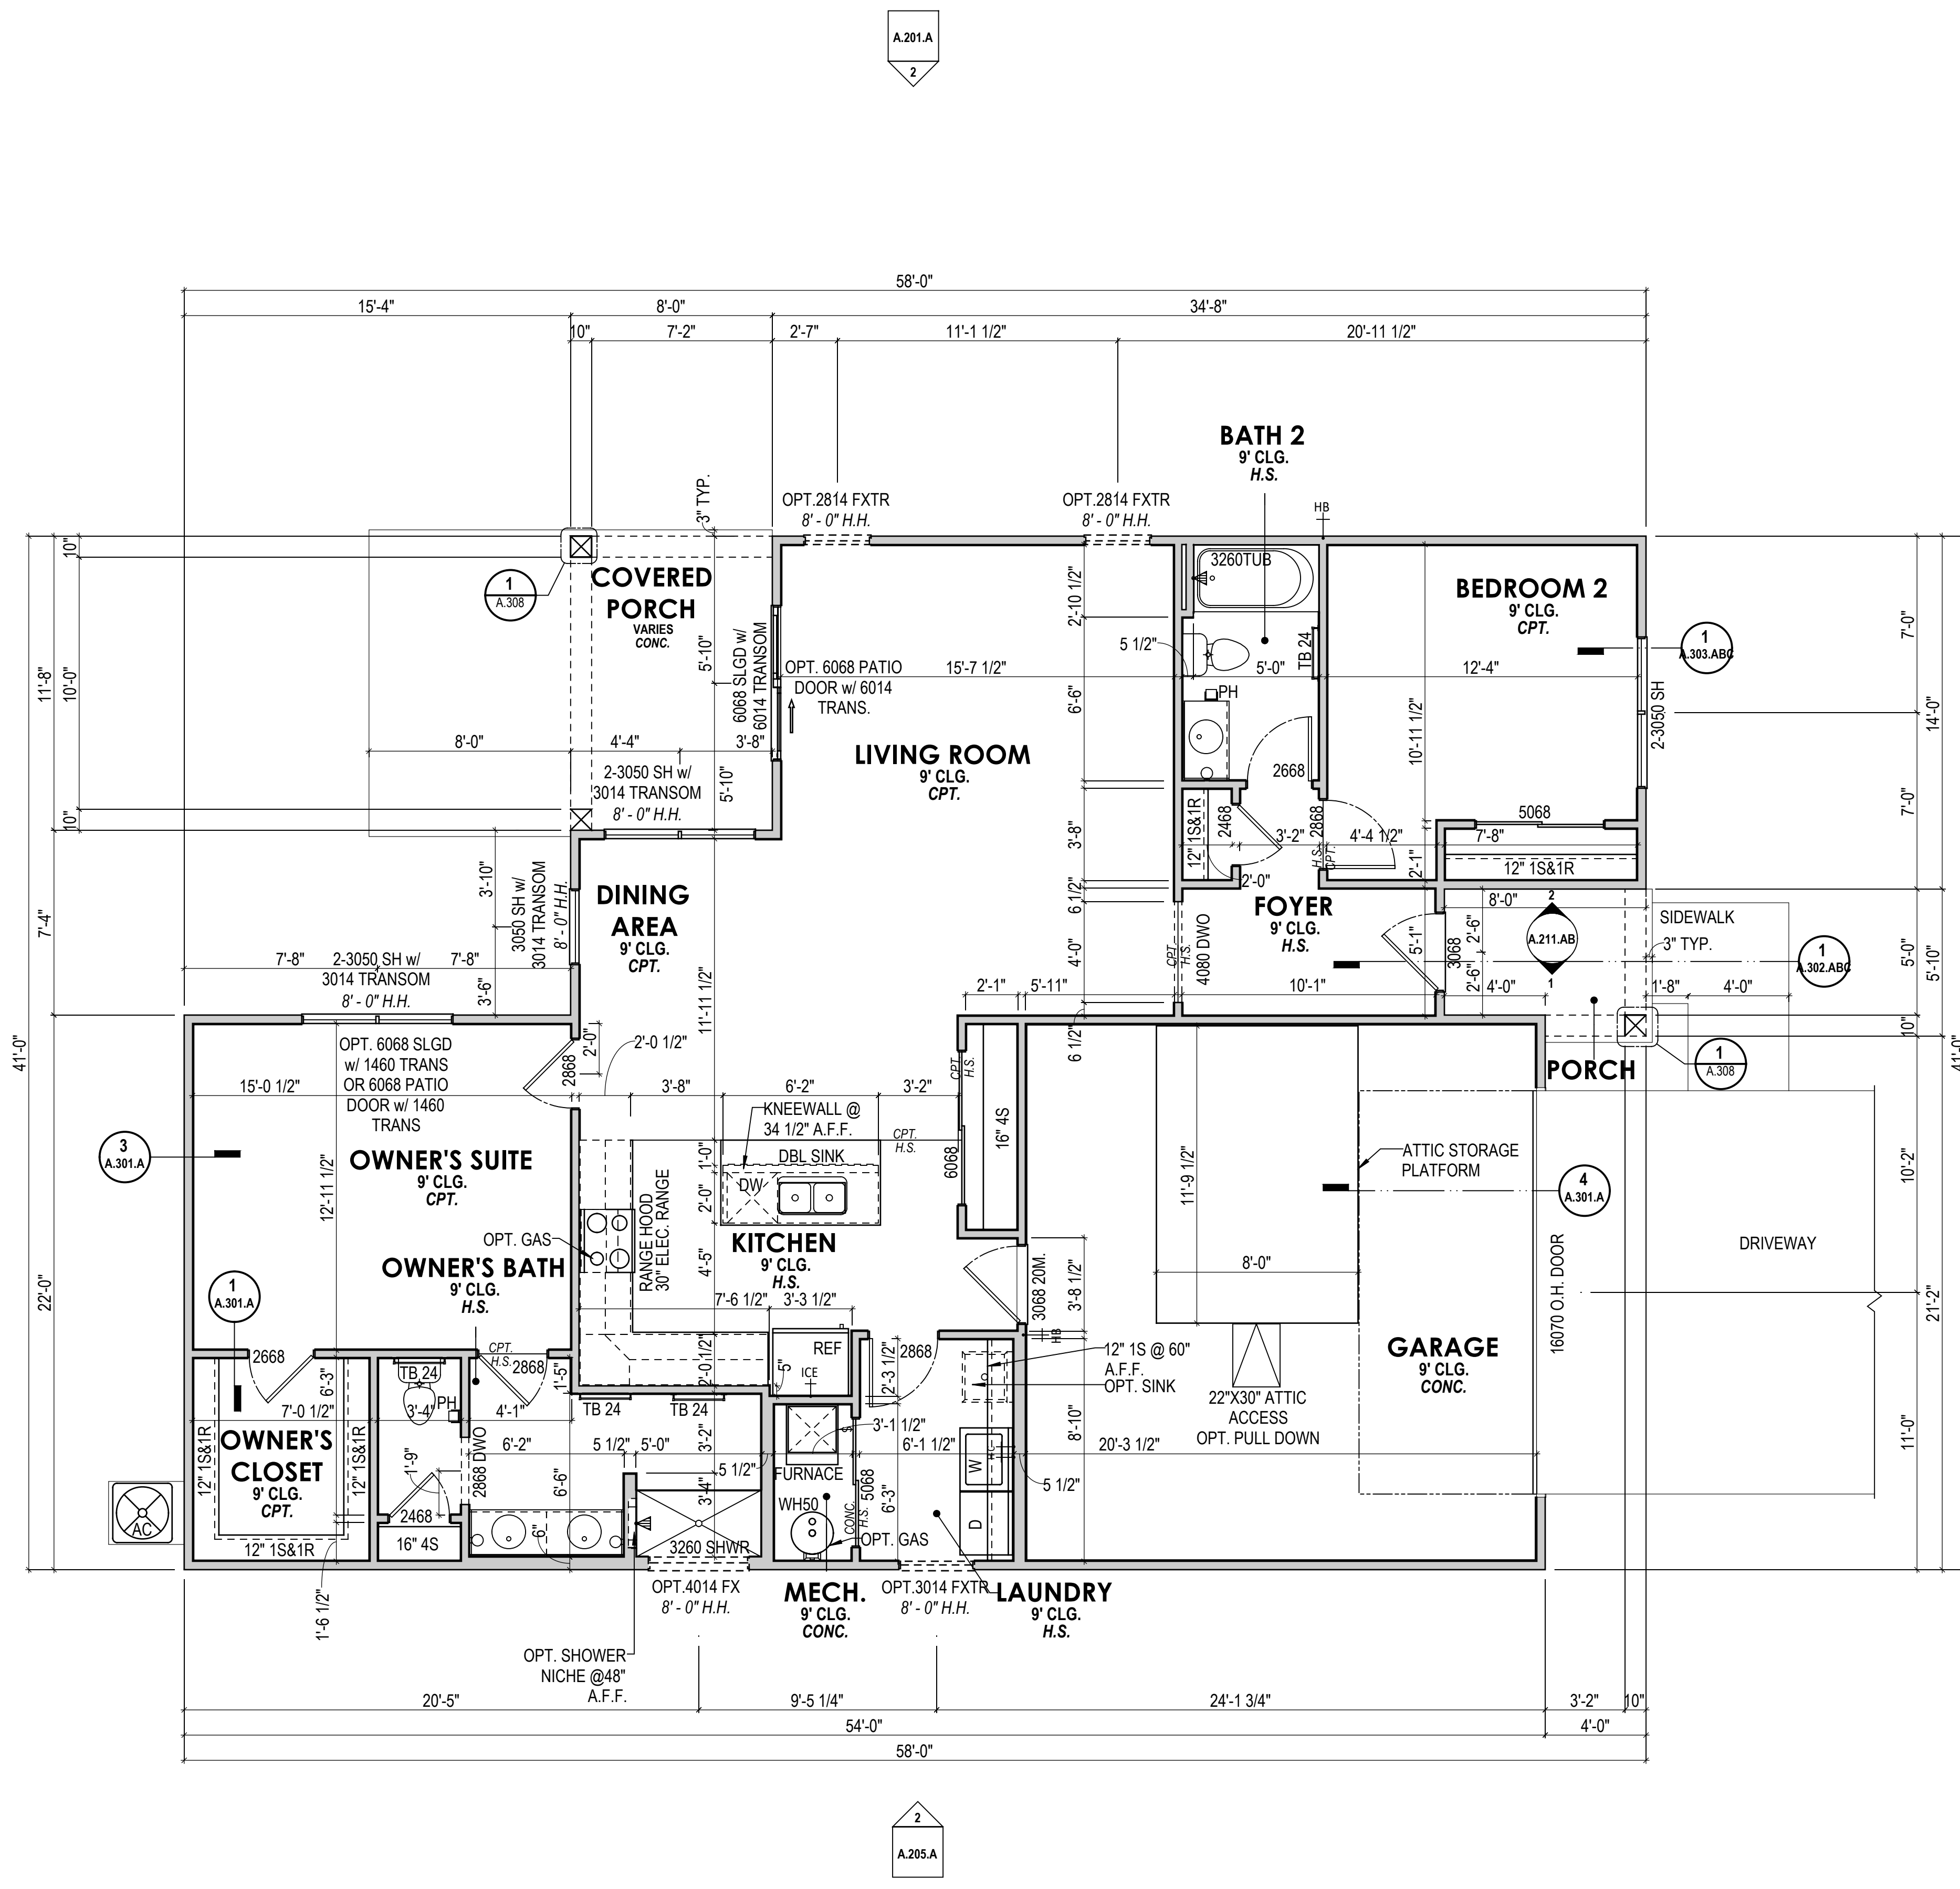 A.201.A
2
58'-0"
15'-4"
8'-0"
34'-8"
10"
7'-2"
2'-7"
11'-1 1/2"
20'-11 1/2"
BATH 2
9' CLG.
H.S.
3" TYP.
OPT.2814 FXTR
8' - 0" H.H.
OPT.2814 FXTR
8' - 0" H.H.
HB
41'-0"
11'-8"
7'-4"
22'-0"
10"
10'-0"
10"
1
A.308
COVERED
PORCH
VARIES
CONC.
5'-10"
5'-10"
6068 SLGD w/
6014 TRANSOM
OPT. 6068 PATIO
DOOR w/ 6014
TRANS.
15'-7 1/2"
8'-0"
4'-4"
3'-8"
2-3050 SH w/
3014 TRANSOM
8' - 0" H.H.
LIVING ROOM
9' CLG.
CPT.
2'-10 1/2"
6'-6"
3'-8"
6 1/2"
4'-0"
6 1/2"
3260TUB
5 1/2"
5'-0"
TB 24
PH
2668
12" 1S&1R
2468
3'-2"
2868
H.S.
CPT.
4'-4 1/2"
2'-0"
BEDROOM 2
9' CLG.
CPT.
12'-4"
10'-11 1/2"
2'-1"
5068
7'-8"
12" 1S&1R
2-3050 SH
1
A.303.ABC
7'-0"
7'-0"
14'-0"
5'-0"
5'-10"
10"
10'-2"
11'-0"
21'-2"
41'-0"
DINING
AREA
9' CLG.
CPT.
3'-10"
3'-6"
3050 SH w/
3014 TRANSOM
8' - 0" H.H.
7'-8"
2-3050 SH w/
3014 TRANSOM
8' - 0" H.H.
7'-8"
11'-11 1/2"
FOYER
9' CLG.
H.S.
CPT.
H.S.
4080 DWO
5'-1"
3068
2'-6"
2'-6"
8'-0"
2
A.211.AB
1
SIDEWALK
3" TYP.
1
A.302.ABC
2'-1"
5'-11"
10'-1"
4'-0"
1'-8"
4'-0"
PORCH
1
A.308
OPT. 6068 SLGD
w/ 1460 TRANS
OR 6068 PATIO
DOOR w/ 1460
TRANS
15'-0 1/2"
2868
2'-0"
2'-0 1/2"
3'-8"
6'-2"
3'-2"
KNEEWALL @
34 1/2" A.F.F.
CPT.
H.S.
CPT.
H.S.
6068
16" 4S
3
A.301.A
OWNER'S SUITE
9' CLG.
CPT.
12'-11 1/2"
DBL SINK
DW
1'-0"
2'-0"
4'-5"
RANGE HOOD
30" ELEC. RANGE
OPT. GAS
KITCHEN
9' CLG.
H.S.
7'-6 1/2"
3'-3 1/2"
3068 20M.
3'-8 1/2"
HB
11'-9 1/2"
8'-0"
ATTIC STORAGE
PLATFORM
4
A.301.A
16070 O.H. DOOR
DRIVEWAY
GARAGE
9' CLG.
CONC.
22"X30" ATTIC
ACCESS
OPT. PULL DOWN
20'-3 1/2"
1
A.301.A
OWNER'S BATH
9' CLG.
H.S.
CPT.
H.S.
2868
1'-5"
2668
6'-3"
TB 24
PH
7'-0 1/2"
3'-4"
4'-1"
TB 24
TB 24
2'-0 1/2"
REF
ICE
5"
2'-3 1/2"
2868
12" 1S @ 60"
A.F.F.
OPT. SINK
8'-10"
OWNER'S
CLOSET
9' CLG.
CPT.
12" 1S&1R
12" 1S&1R
12" 1S&1R
1'-9"
2468
16" 4S
2868 DWO
6'-2"
5 1/2"
5'-0"
3'-2"
3'-4"
6'-6"
6"
3260 SHWR
5 1/2"
3'-1 1/2"
S
FURNACE
WH50
CONC.
H.S.
5068
6'-1 1/2"
6'-3"
W
D
5 1/2"
OPT. GAS
AC
1'-6 1/2"
OPT.4014 FX
8' - 0" H.H.
MECH.
9' CLG.
CONC.
OPT.3014 FXTR
8' - 0" H.H.
LAUNDRY
9' CLG.
H.S.
OPT. SHOWER
NICHE @48"
A.F.F.
20'-5"
9'-5 1/4"
24'-1 3/4"
3'-2"
10"
54'-0"
4'-0"
58'-0"
2
A.205.A